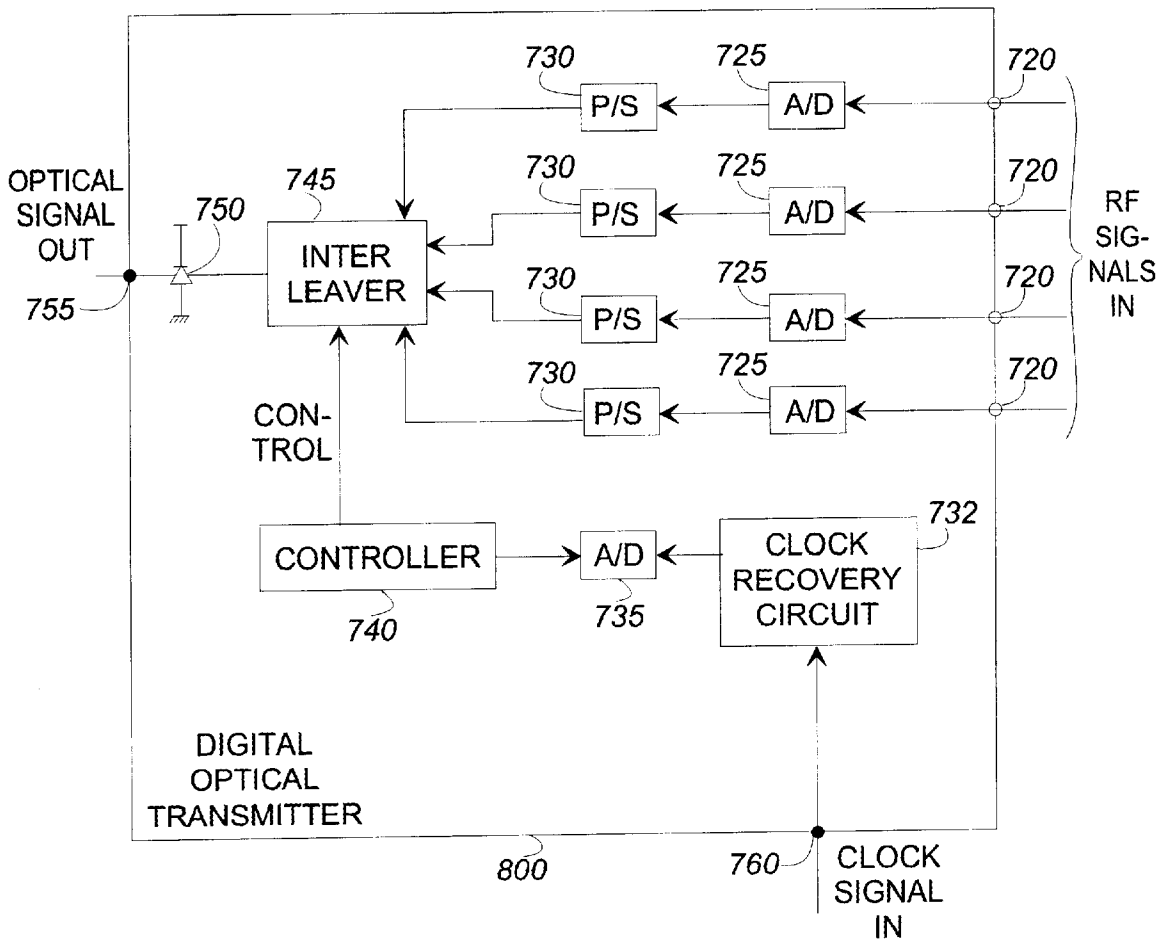 730
725
720
P/S
A/D
730
725
720
P/S
A/D
OPTICAL
SIGNAL
OUT
745
750
INTER
LEAVER
755
RF
SIG-
NALS
IN
730
725
720
P/S
A/D
730
725
720
P/S
A/D
CON-
TROL
732
CONTROLLER
A/D
CLOCK
RECOVERY
CIRCUIT
740
735
DIGITAL
OPTICAL
TRANSMITTER
800
760
CLOCK
SIGNAL
IN